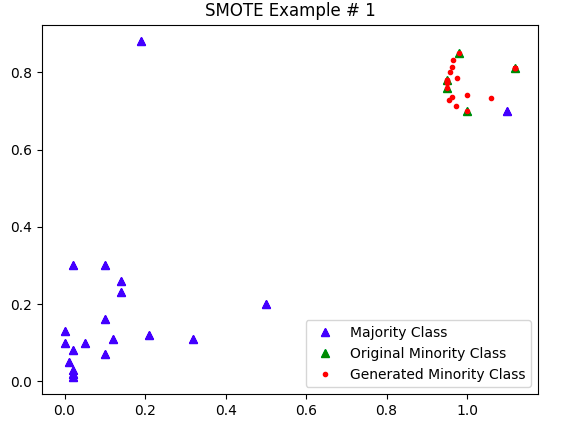 SMOTE Example # 1
0.8
0.6
0.4
0.2
0.0
Majority Class
Original Minority Class
Generated Minority Class
0.0 0.2 0.4 0.6 0.8 1.0